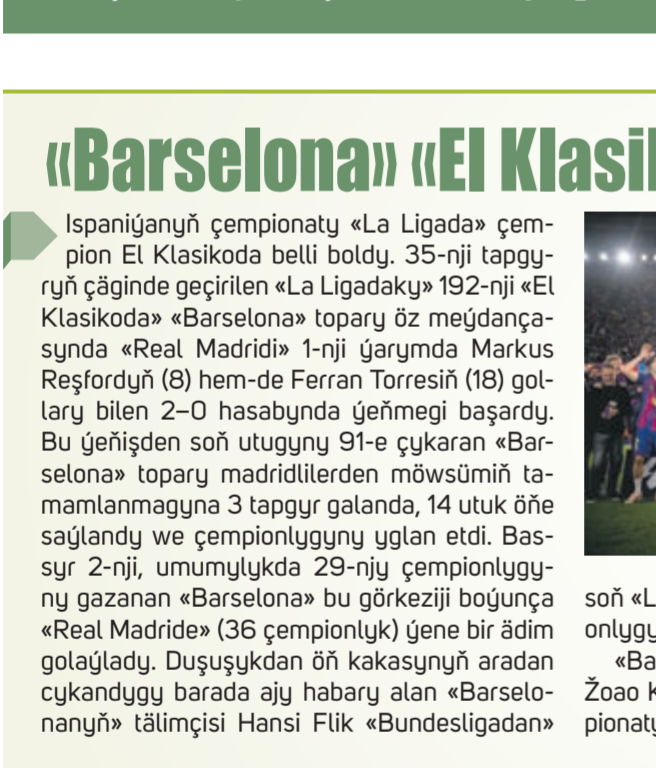 «Barselona» «El
Ispaniýanyň çempionaty «La Ligada» çem-
pion El Klasikoda belli boldy. 35-nji tapgy-
ryň çäginde geçirilen «La Ligadaky» 192-nji «El
Klasikoda» «Barselona» topary öz meýdança-
synda «Real Madridi» 1-nji ýarymda Markus
Reşfordyň (8) hem-de Ferran Torresiň (18) gol-
lary bilen 2–0 hasabynda ýeňmegi başardy.
Bu ýeňişden soň utugyny 91-e çykaran «Bar-
selona» topary madridlilerden möwsümiň ta-
mamlanmagyna 3 tapgyr galanda, 14 utuk öňe
saýlandy we çempionlygyny yglan etdi. Bas-
syr 2-nji, umumylykda 29-njy çempionlygy-
ny gazanan «Barselona» bu görkeziji boýunça
«Real Madride» (36 çempionlyk) ýene bir ädim
golaýlady. Duşuşykdan öň kakasynyň aradan
cykandygy barada ajy habary alan «Barselo-
nanyň» tälimçisi Hansi Flik «Bundesligadan»
soň «L
onlygy
«Ba
Žoao K
pionaty